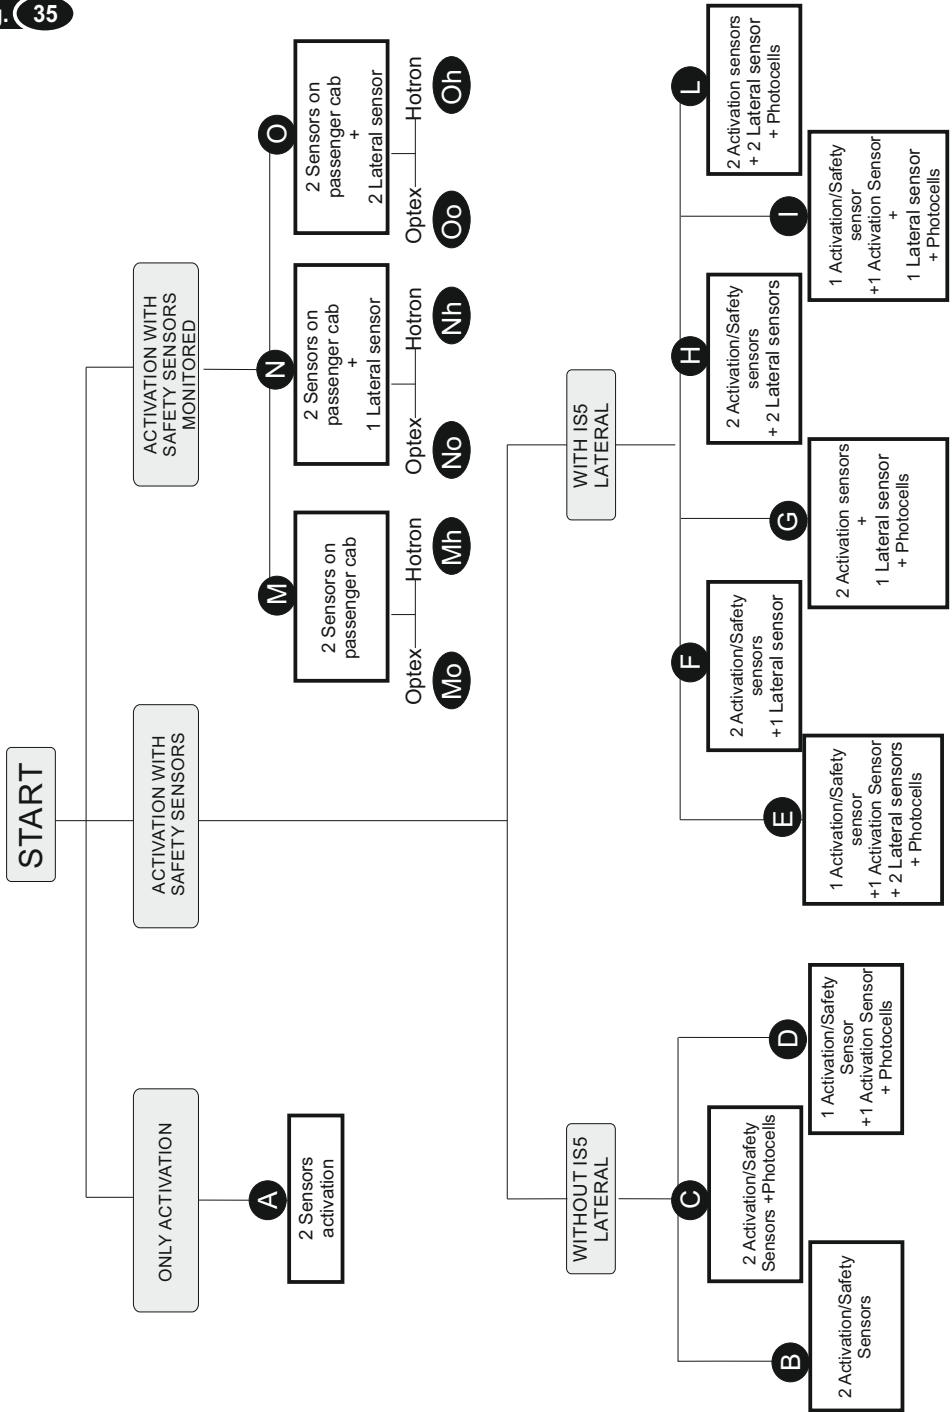 g. 35
START
ONLY ACTIVATION
ACTIVATION WITH
SAFETY SENSORS
ACTIVATION WITH
SAFETY SENSORS
MONITORED
A
2 Sensors
activation
M
2 Sensors on
passenger cab
Optex
Hotron
Mo
Mh
N
2 Sensors on
passenger cab
+
1 Lateral sensor
Optex
Hotron
No
Nh
O
2 Sensors on
passenger cab
+
2 Lateral sensor
Optex
Hotron
Oo
Oh
WITHOUT IS5
LATERAL
WITH IS5
LATERAL
B
2 Activation/Safety
Sensors
C
2 Activation/Safety
Sensors +Photocells
D
1 Activation/Safety
Sensor
+1 Activation Sensor
+ Photocells
E
1 Activation/Safety
sensor
+1 Activation Sensor
+ 2 Lateral sensors
+ Photocells
F
2 Activation/Safety
sensors
+1 Lateral sensor
G
2 Activation sensors
+
1 Lateral sensor
+ Photocells
H
2 Activation/Safety
sensors
+ 2 Lateral sensors
I
1 Activation/Safety
sensor
+1 Activation Sensor
+
1 Lateral sensor
+ Photocells
L
2 Activation sensors
+ 2 Lateral sensor
+ Photocells